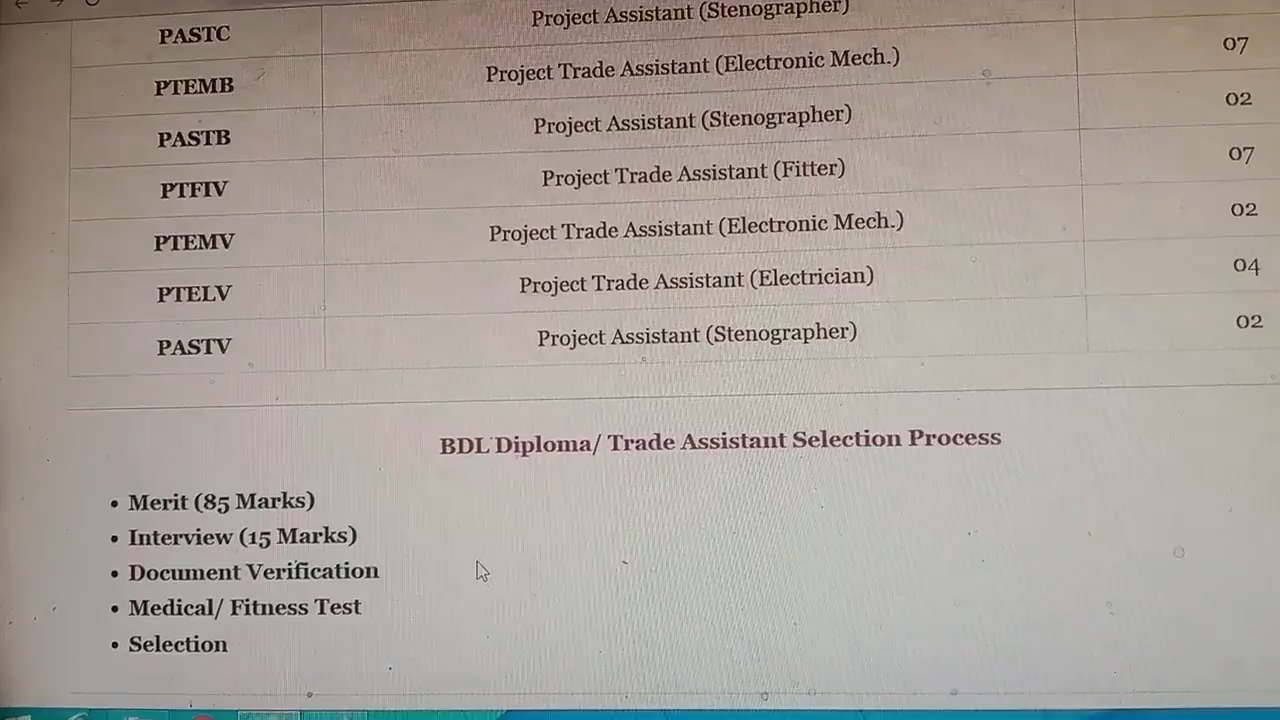 PASTC Project Assistant (Stenographer)
PTEMB Project Trade Assistant (Electronic Mech.) 07
PASTB Project Assistant (Stenographer) 02
PTFIV Project Trade Assistant (Fitter) 07
PTEMV Project Trade Assistant (Electronic Mech.) 02
PTELV Project Trade Assistant (Electrician) 04
PASTV Project Assistant (Stenographer) 02
BDL Diploma/ Trade Assistant Selection Process
• Merit (85 Marks)
• Interview (15 Marks)
• Document Verification
• Medical/ Fitness Test
• Selection